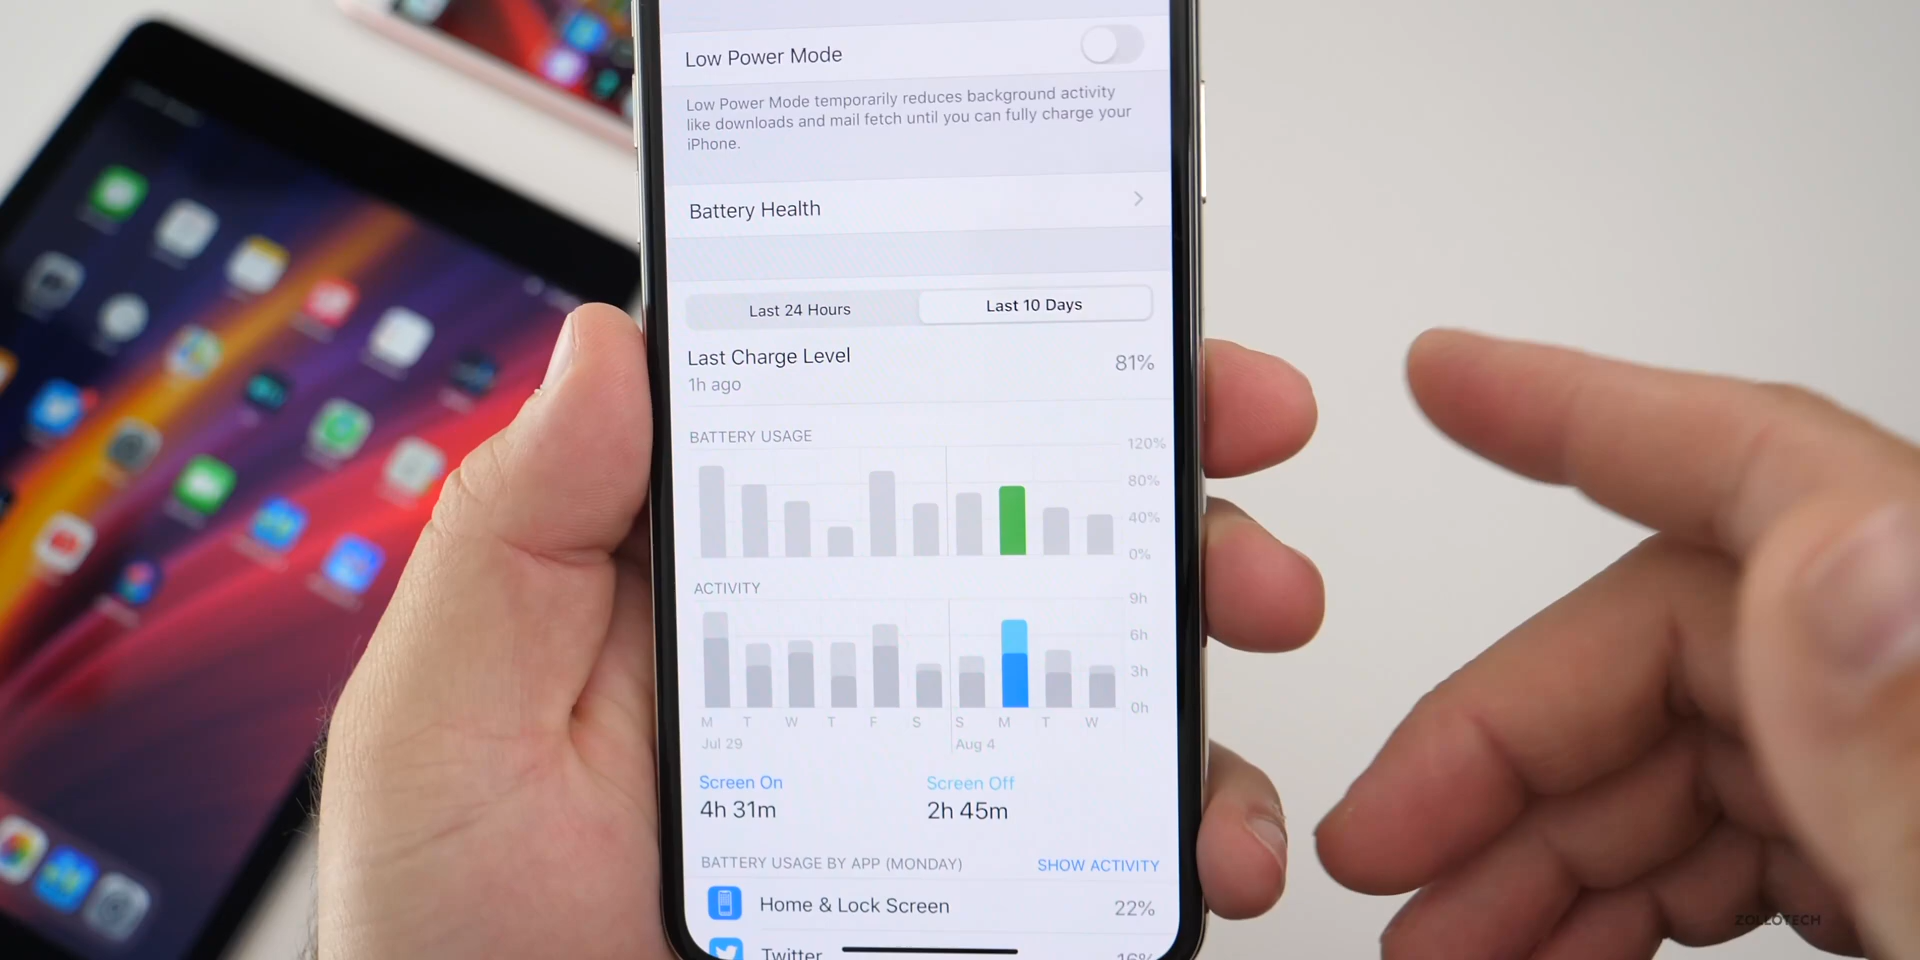 Low Power Mode
Low Power Mode temporarily reduces background activity
like downloads and mail fetch until you can fully charge your
iPhone.
Battery Health
Last 24 Hours
Last 10 Days
Last Charge Level
81%
1h ago
BATTERY USAGE
120%
80%
40%
0%
ACTIVITY
9h
6h
3h
0h
M T W T F S S M T W
Jul 29
Aug 4
Screen On
Screen Off
4h 31m
2h 45m
BATTERY USAGE BY APP (MONDAY)
SHOW ACTIVITY
Home & Lock Screen
22%
Twitter
16%
ZOLLOTECH